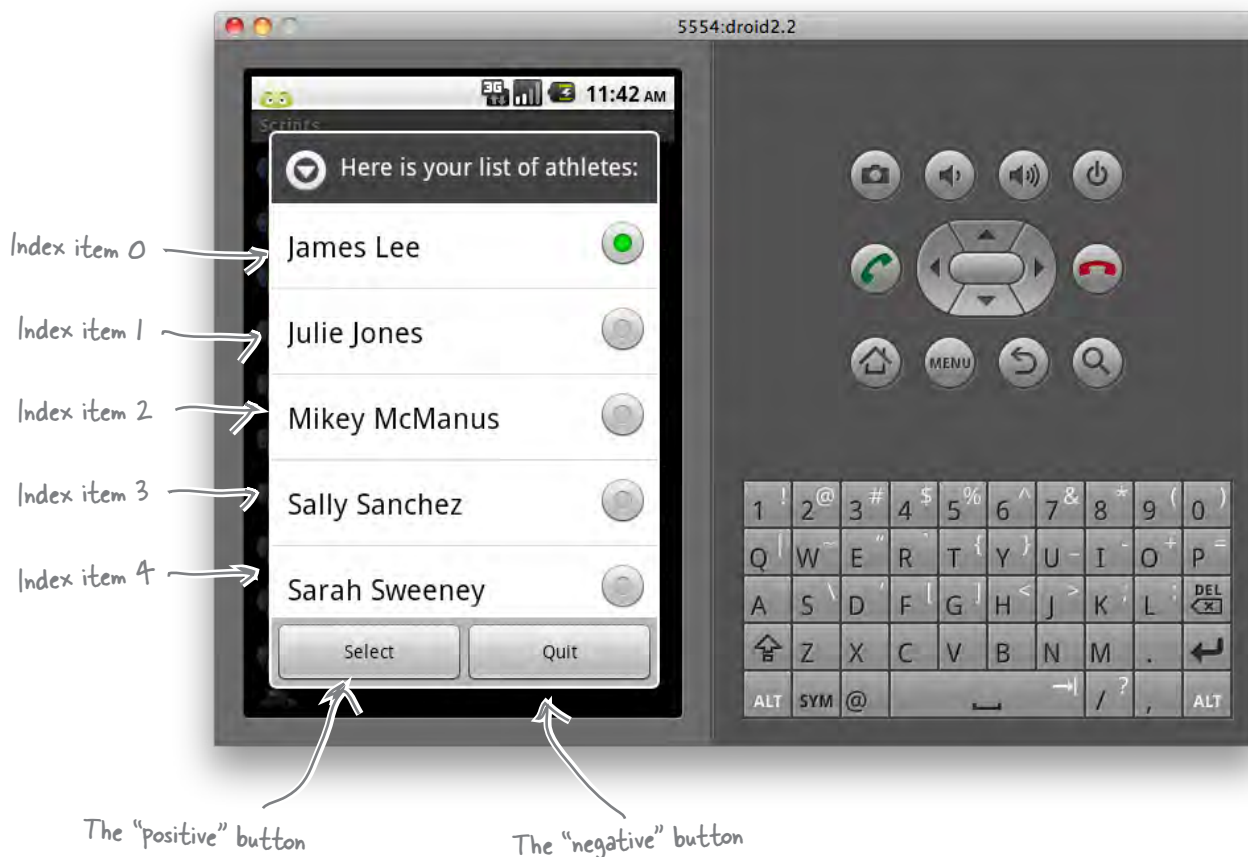 5554:droid2.2
3G 11:42 AM
Scripts
Here is your list of athletes:
Index item 0
James Lee
Index item 1
Julie Jones
Index item 2
Mikey McManus
Index item 3
Sally Sanchez
Index item 4
Sarah Sweeney
Select
Quit
The "positive" button
The "negative" button
MENU
1 ! 2 @ 3 # 4 $ 5 % 6 ^ 7 & 8 * 9 ( 0 )
Q | W ~ E " R ` T { Y } U _ I - O + P =
A S \ D ' F [ G ] H < J > K ; L : DEL
Z X C V B N M .
ALT SYM @ / ? , ALT